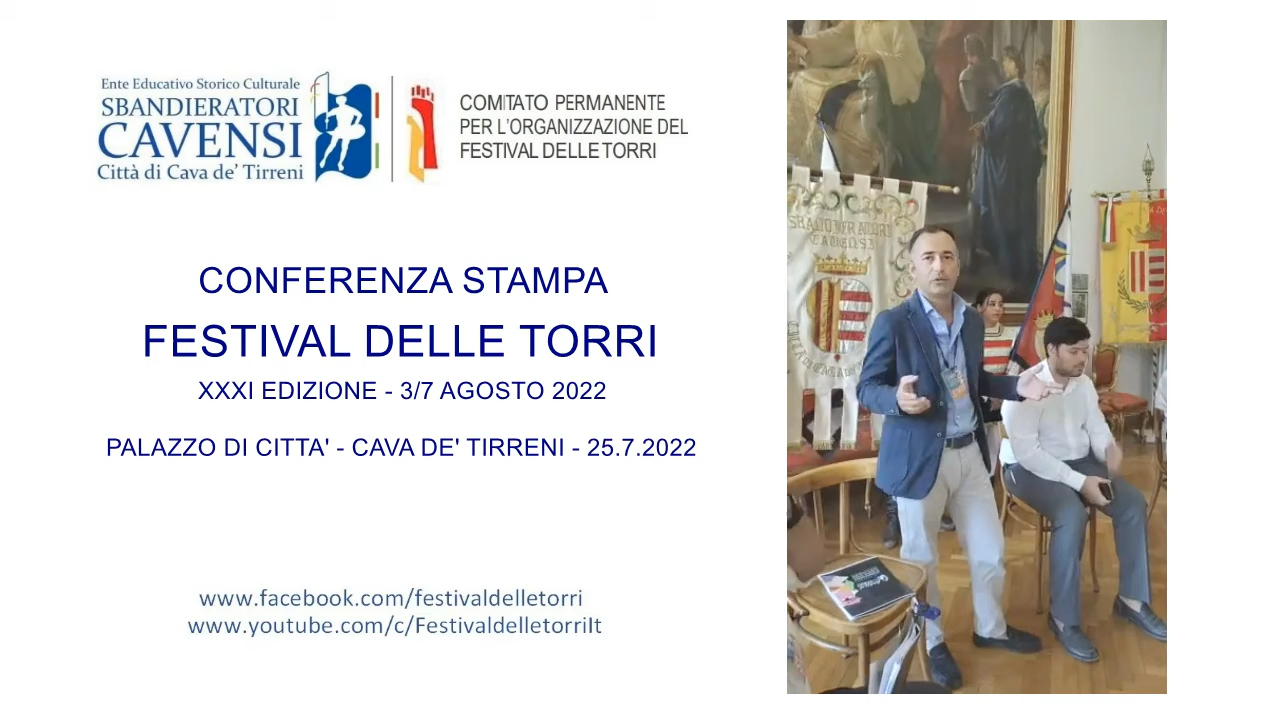 Ente Educativo Storico Culturale
SBANDIERATORI
CAVENSI
Città di Cava de' Tirreni
COMITATO PERMANENTE
PER L'ORGANIZZAZIONE DEL
FESTIVAL DELLE TORRI
CONFERENZA STAMPA
FESTIVAL DELLE TORRI
XXXI EDIZIONE - 3/7 AGOSTO 2022
PALAZZO DI CITTA' - CAVA DE' TIRRENI - 25.7.2022
www.facebook.com/festivaldelletorri
www.youtube.com/c/FestivaldelletorriIt
SBANDIERATORI
CAVENSI